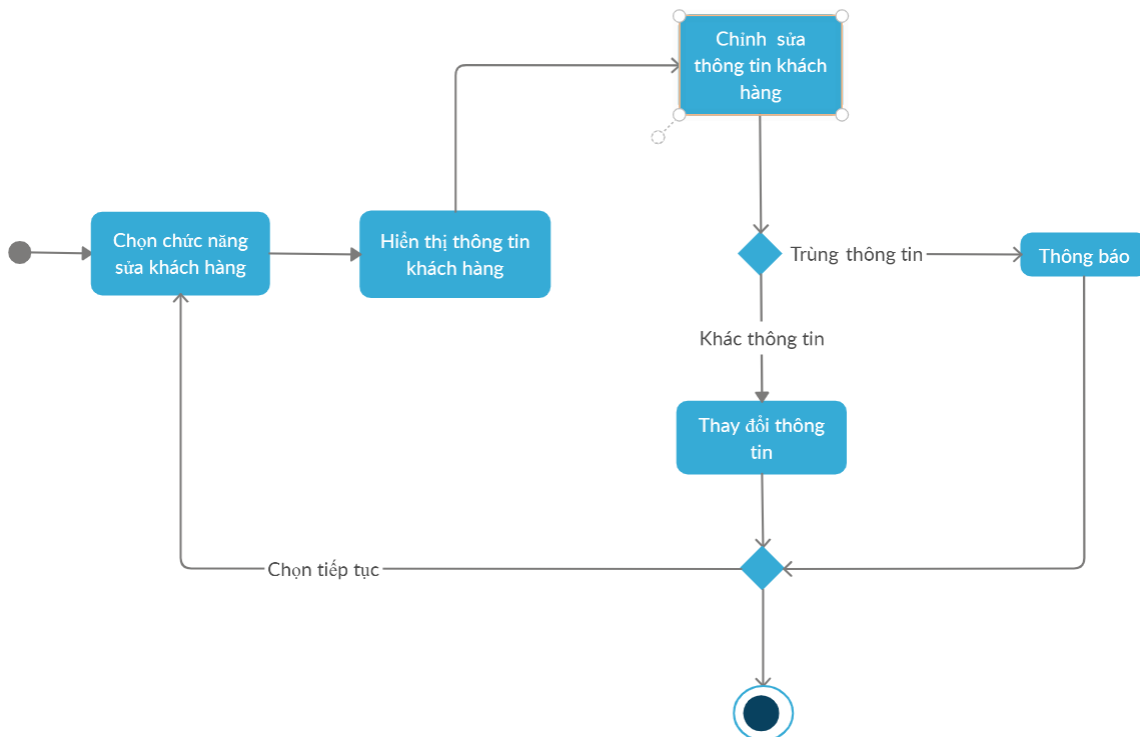 Chỉnh sửa
thông tin khách
hàng
Chọn chức năng
sửa khách hàng
Hiển thị thông tin
khách hàng
Trùng thông tin
Thông báo
Khác thông tin
Thay đổi thông
tin
Chọn tiếp tục